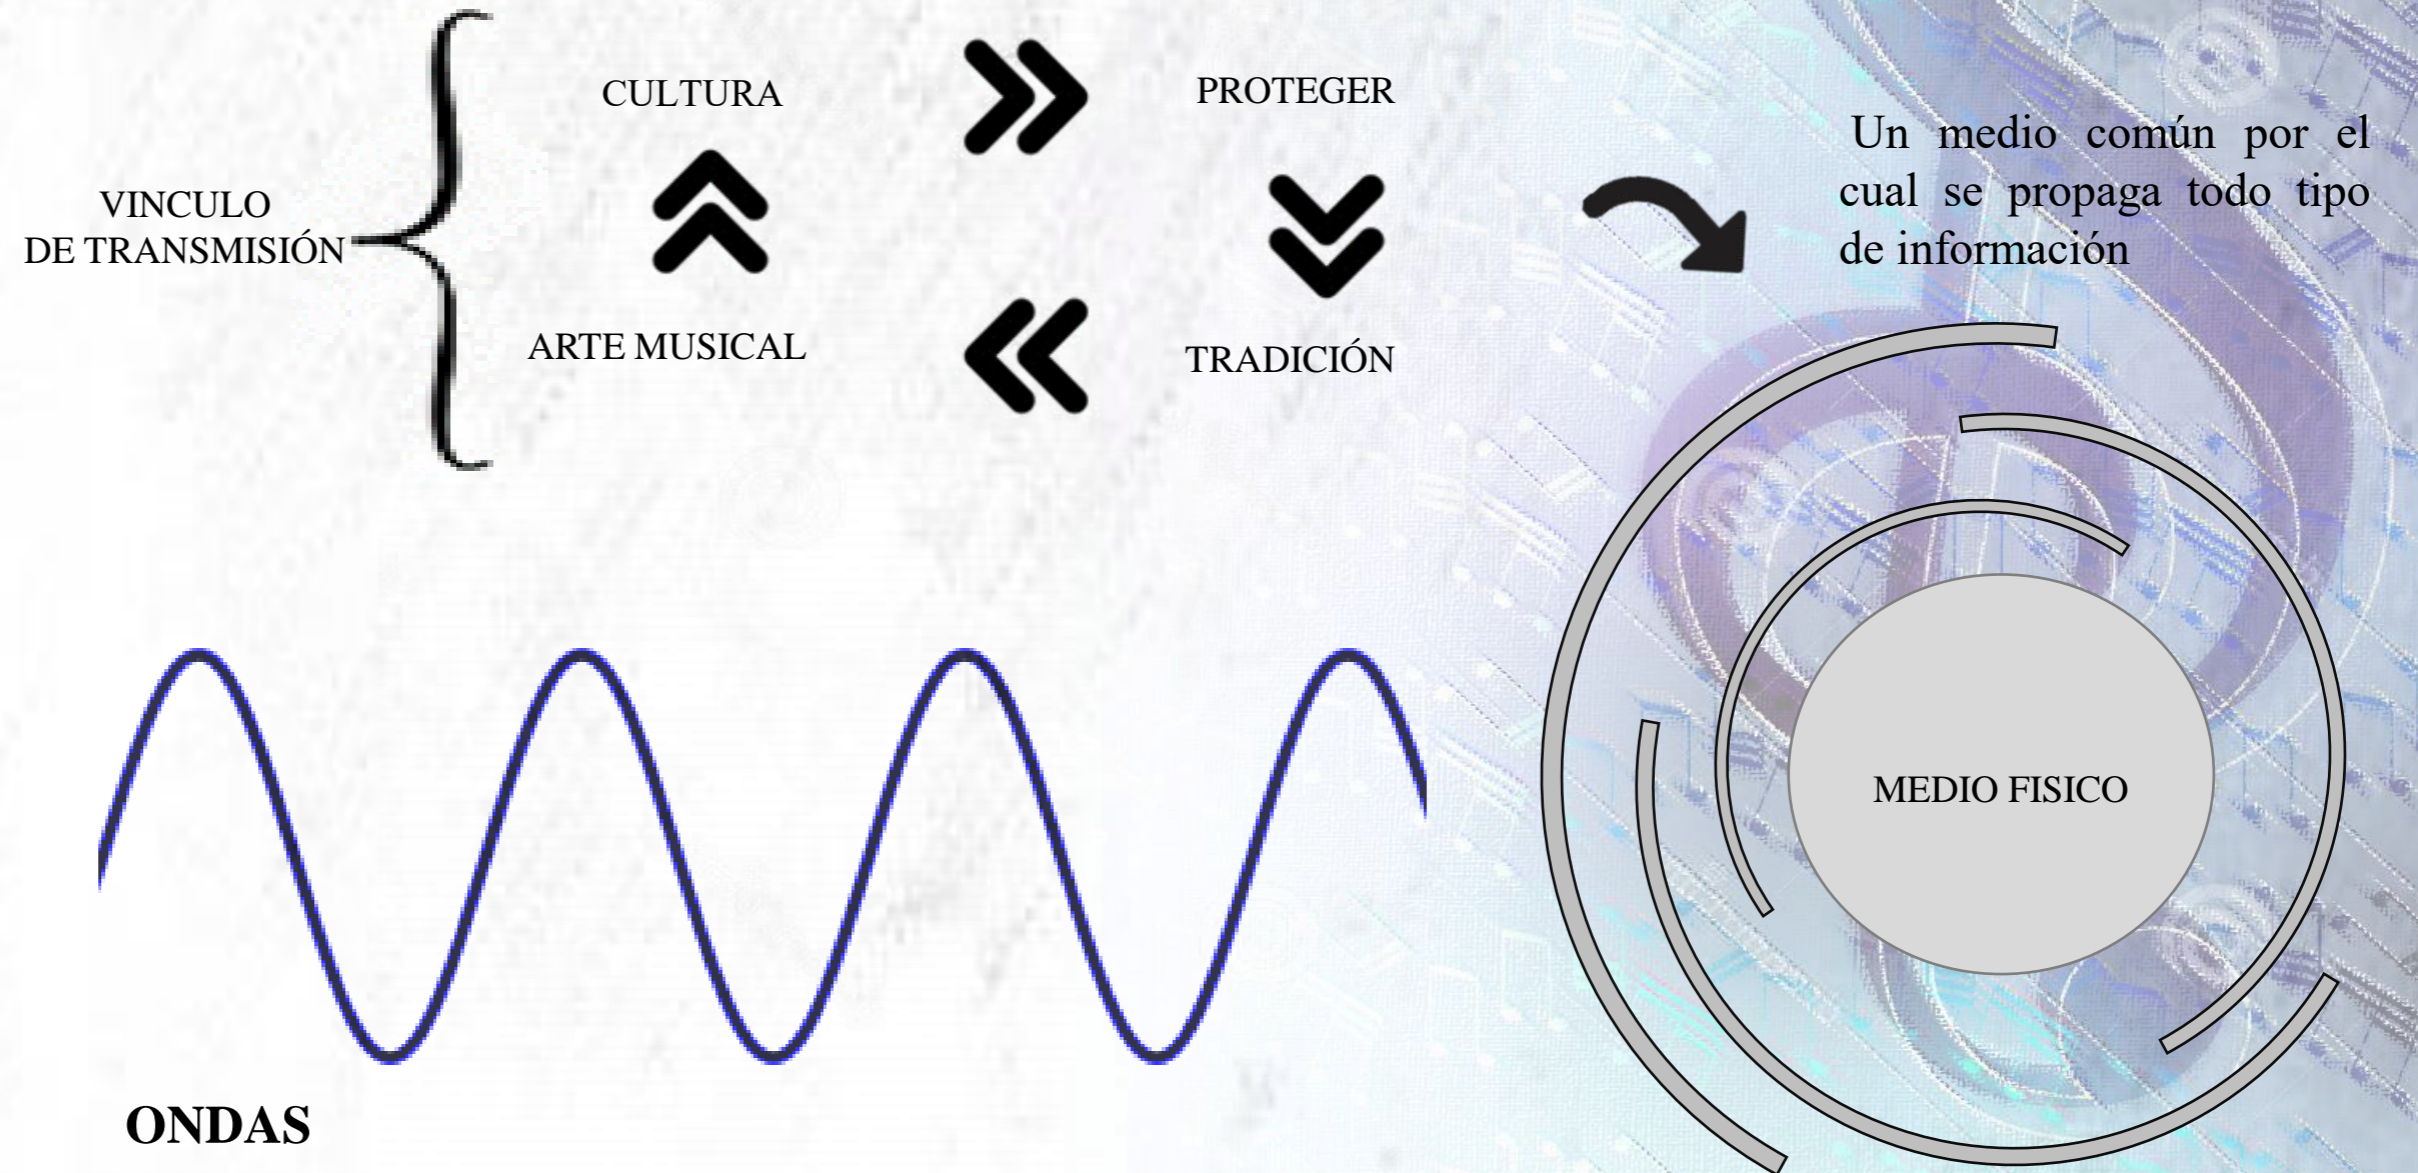 CULTURA
PROTEGER
VINCULO
DE TRANSMISIÓN
ARTE MUSICAL
TRADICIÓN
Un medio común por el
cual se propaga todo tipo
de información
MEDIO FISICO
ONDAS